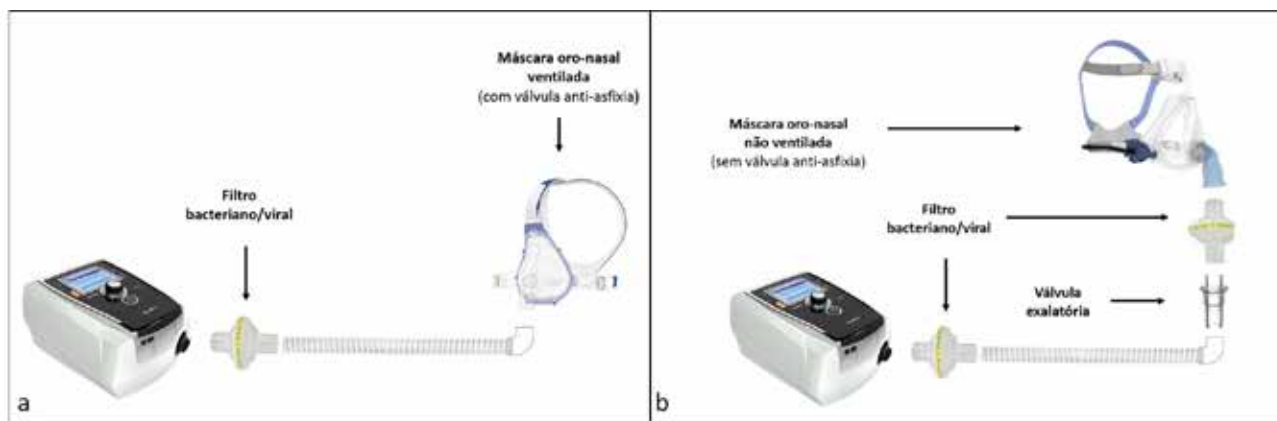 Máscara oro-nasal
ventilada
(com válvula anti-asfixia)
Filtro
bacteriano/viral
a
Máscara oro-nasal
não ventilada
(sem válvula anti-asfixia)
Filtro
bacteriano/viral
Válvula
exalatória
b